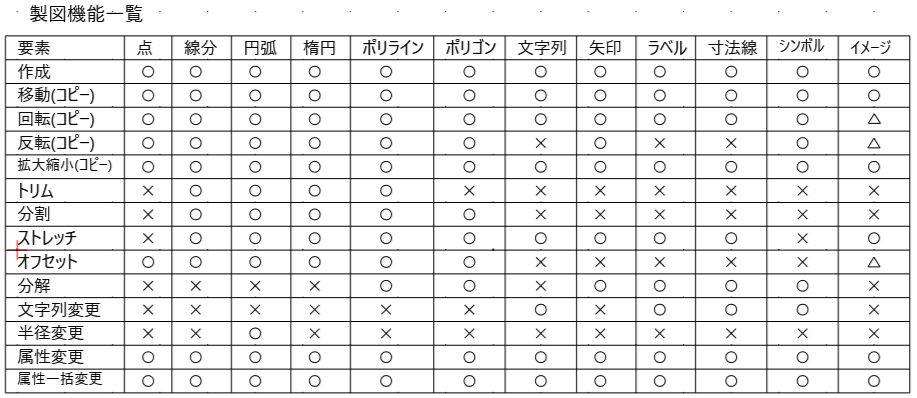 製図機能一覧
要素 点 線分 円弧 楕円 ポリライン ポリゴン 文字列 矢印 ラベル 寸法線 シンボル イメージ
作成 ○ ○ ○ ○ ○ ○ ○ ○ ○ ○ ○ ○
移動(コピー) ○ ○ ○ ○ ○ ○ ○ ○ ○ ○ ○ ○
回転(コピー) ○ ○ ○ ○ ○ ○ ○ ○ ○ ○ ○ △
反転(コピー) ○ ○ ○ ○ ○ ○ × ○ × × ○ △
拡大縮小(コピー) ○ ○ ○ ○ ○ ○ ○ ○ ○ ○ ○ ○
トリム × ○ ○ ○ ○ × × × × × × ×
分割 × ○ ○ ○ ○ ○ × × × × × ×
ストレッチ × ○ ○ ○ ○ ○ ○ ○ ○ ○ × ○
オフセット ○ ○ ○ ○ ○ ○ × × × × × △
分解 × × × × ○ ○ × ○ ○ ○ ○ ×
文字列変更 × × × × × × ○ × ○ ○ ○ ×
半径変更 × × ○ × × × × × × × × ×
属性変更 ○ ○ ○ ○ ○ ○ ○ ○ ○ ○ ○ ○
属性一括変更 ○ ○ ○ ○ ○ ○ ○ ○ ○ ○ ○ ○